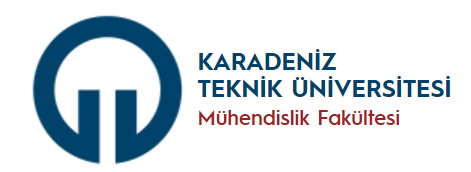 KARADENİZ
TEKNİK ÜNİVERSİTESİ
Mühendislik Fakültesi